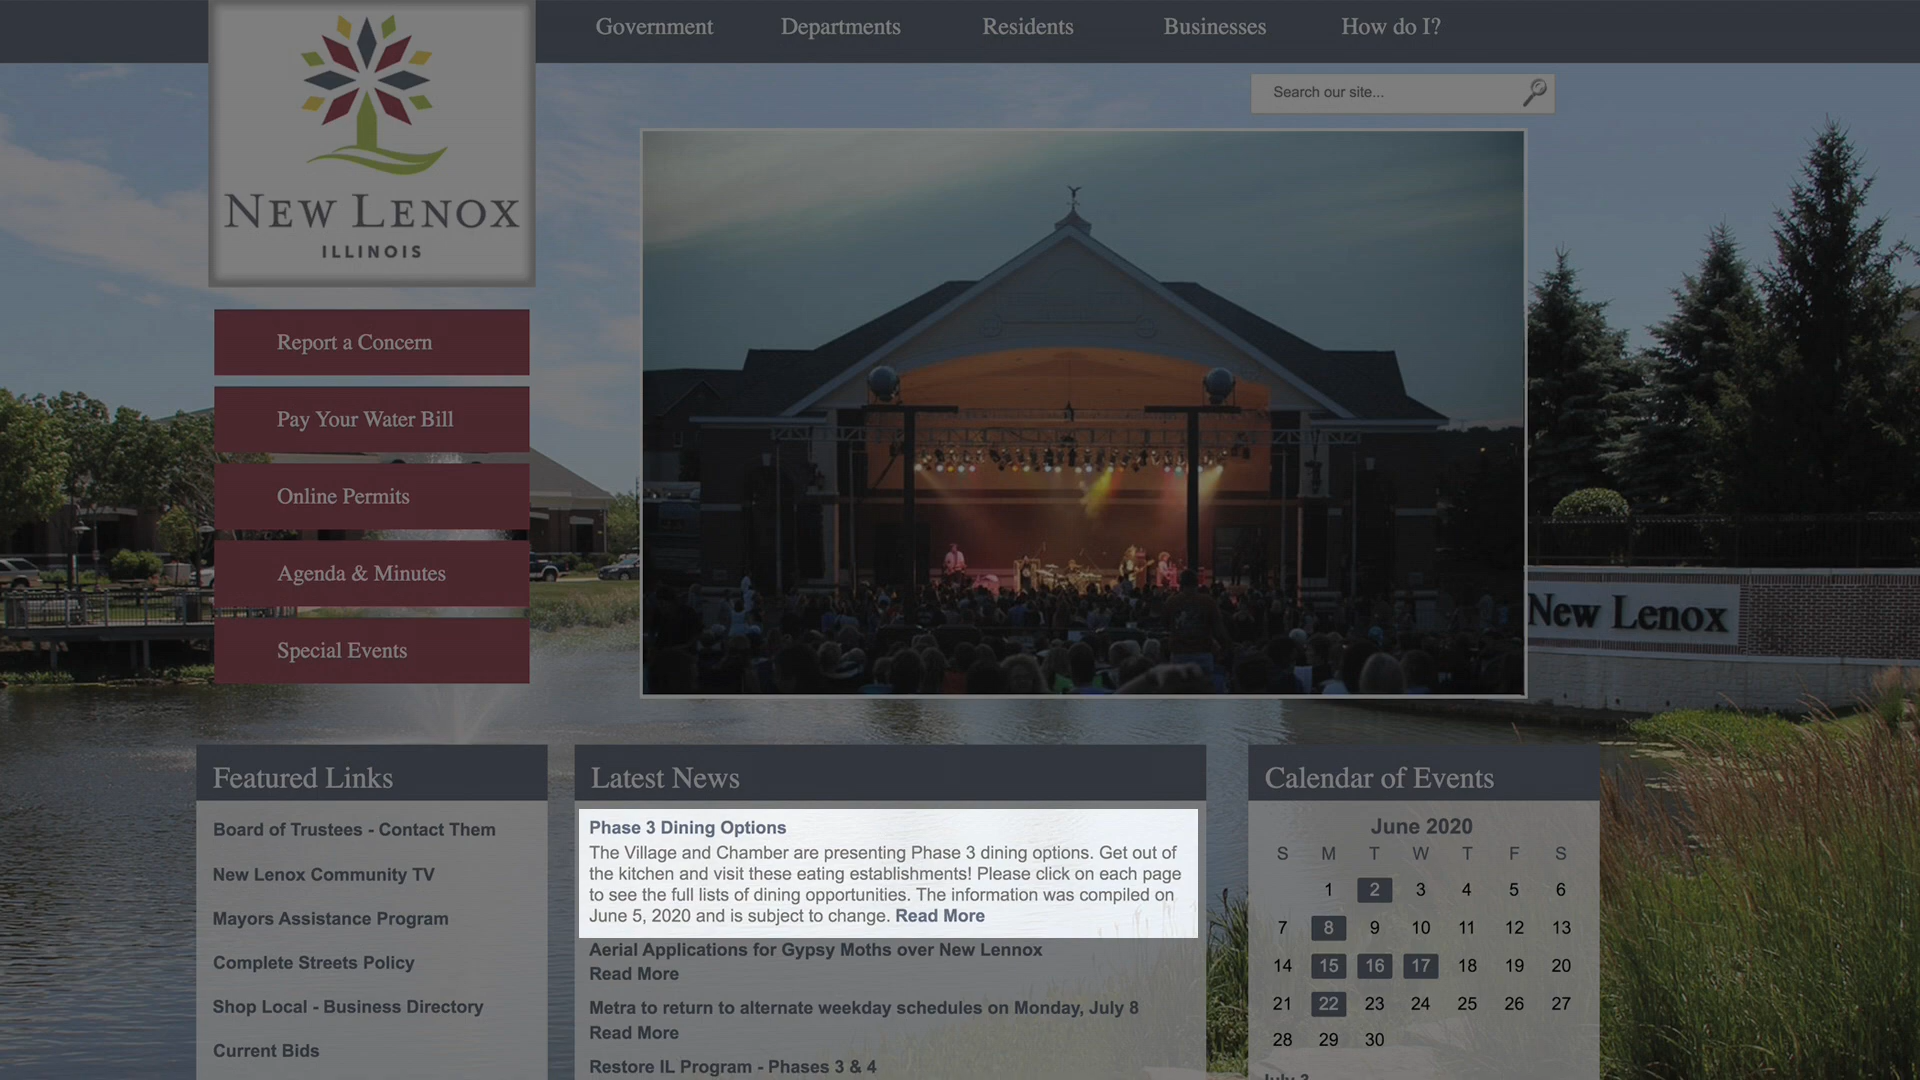 Government Departments Residents Businesses How do I?
NEW LENOX
ILLINOIS
Search our site...
Report a Concern
Pay Your Water Bill
Online Permits
Agenda & Minutes
Special Events
New Lenox
Featured Links
Board of Trustees - Contact Them
New Lenox Community TV
Mayors Assistance Program
Complete Streets Policy
Shop Local - Business Directory
Current Bids
Latest News
Phase 3 Dining Options
The Village and Chamber are presenting Phase 3 dining options. Get out of
the kitchen and visit these eating establishments! Please click on each page
to see the full lists of dining opportunities. The information was compiled on
June 5, 2020 and is subject to change. Read More
Aerial Applications for Gypsy Moths over New Lennox
Read More
Metra to return to alternate weekday schedules on Monday, July 8
Read More
Restore IL Program - Phases 3 & 4
Calendar of Events
June 2020
S M T W T F S
1 2 3 4 5 6
7 8 9 10 11 12 13
14 15 16 17 18 19 20
21 22 23 24 25 26 27
28 29 30
July 3